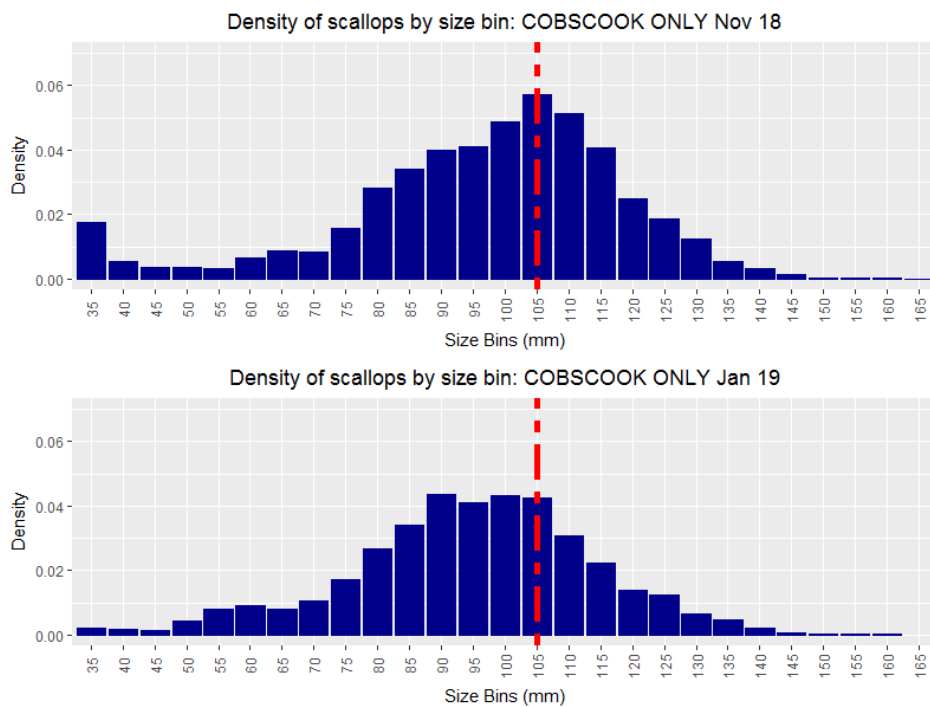 Density of scallops by size bin: COBSCOOK ONLY Nov 18
Density
0.06
0.04
0.02
0.00
35 40 45 50 55 60 65 70 75 80 85 90 95 100 105 110 115 120 125 130 135 140 145 150 155 160 165
Size Bins (mm)
Density of scallops by size bin: COBSCOOK ONLY Jan 19
Density
0.06
0.04
0.02
0.00
35 40 45 50 55 60 65 70 75 80 85 90 95 100 105 110 115 120 125 130 135 140 145 150 155 160 165
Size Bins (mm)